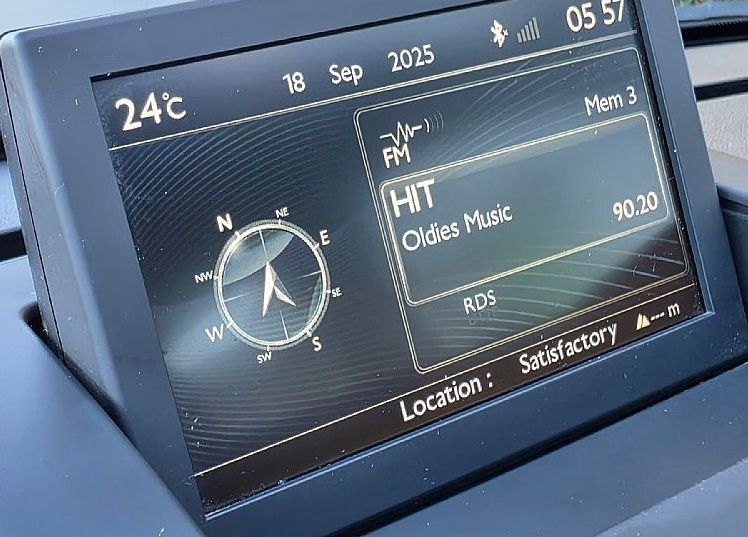 24°C 18 Sep 2025 05 57
FM Mem 3
HIT
Oldies Music 90.20
RDS
N
NE
E
SE
S
SW
W
NW
Location : Satisfactory --- m